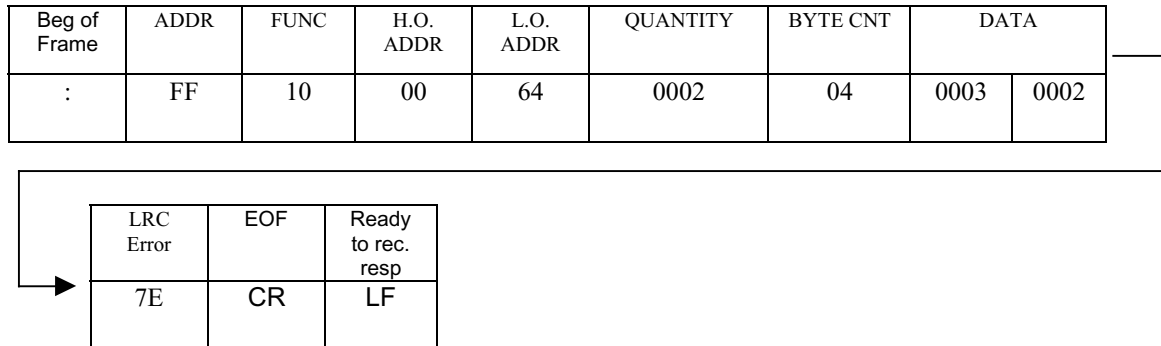 Beg of ADDR FUNC H.O. L.O. QUANTITY BYTE CNT DATA
Frame ADDR ADDR
: FF 10 00 64 0002 04 0003 0002
LRC EOF Ready
Error to rec.
resp
7E CR LF